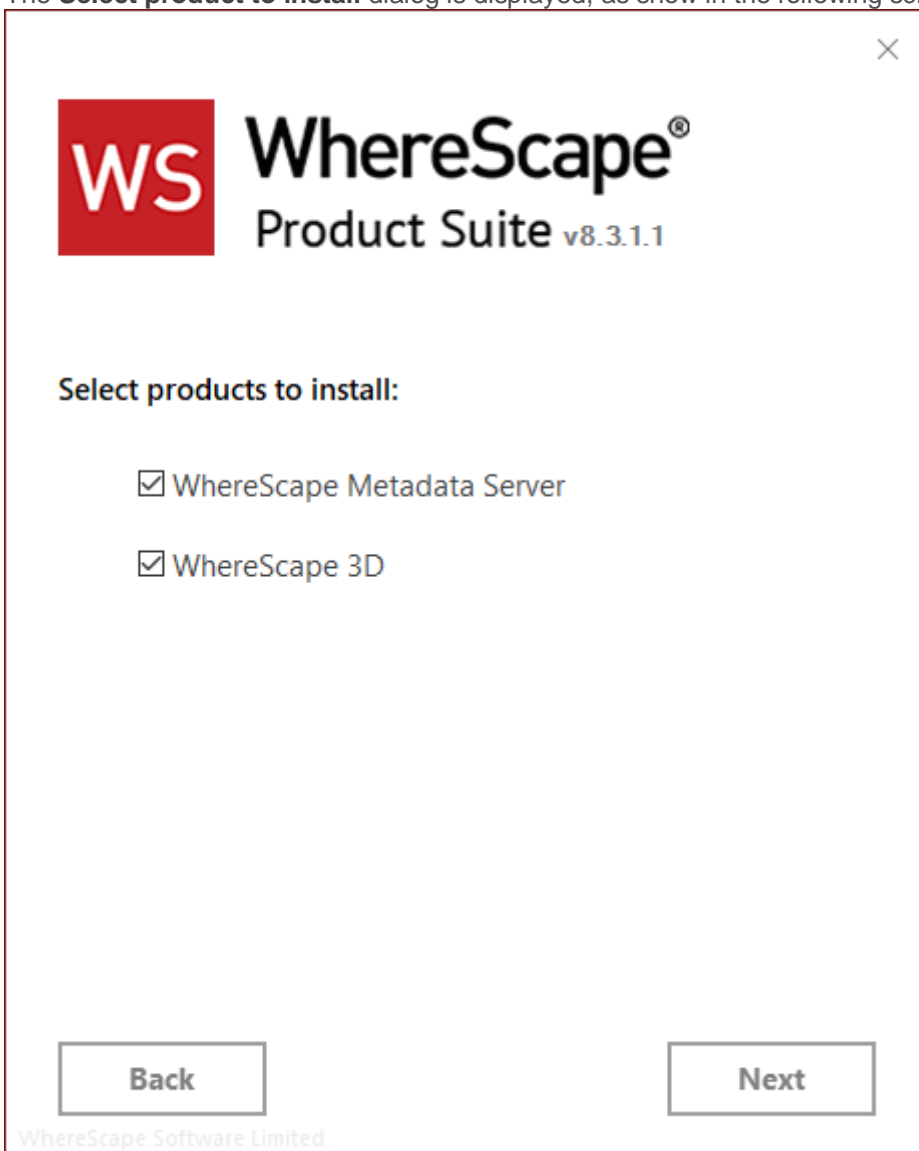 The Select product to install dialog is displayed, as show in the following
WS
WhereScape®
Product Suite v8.3.1.1
Select products to install:
WhereScape Metadata Server
WhereScape 3D
Back
Next
WhereScape Software Limited